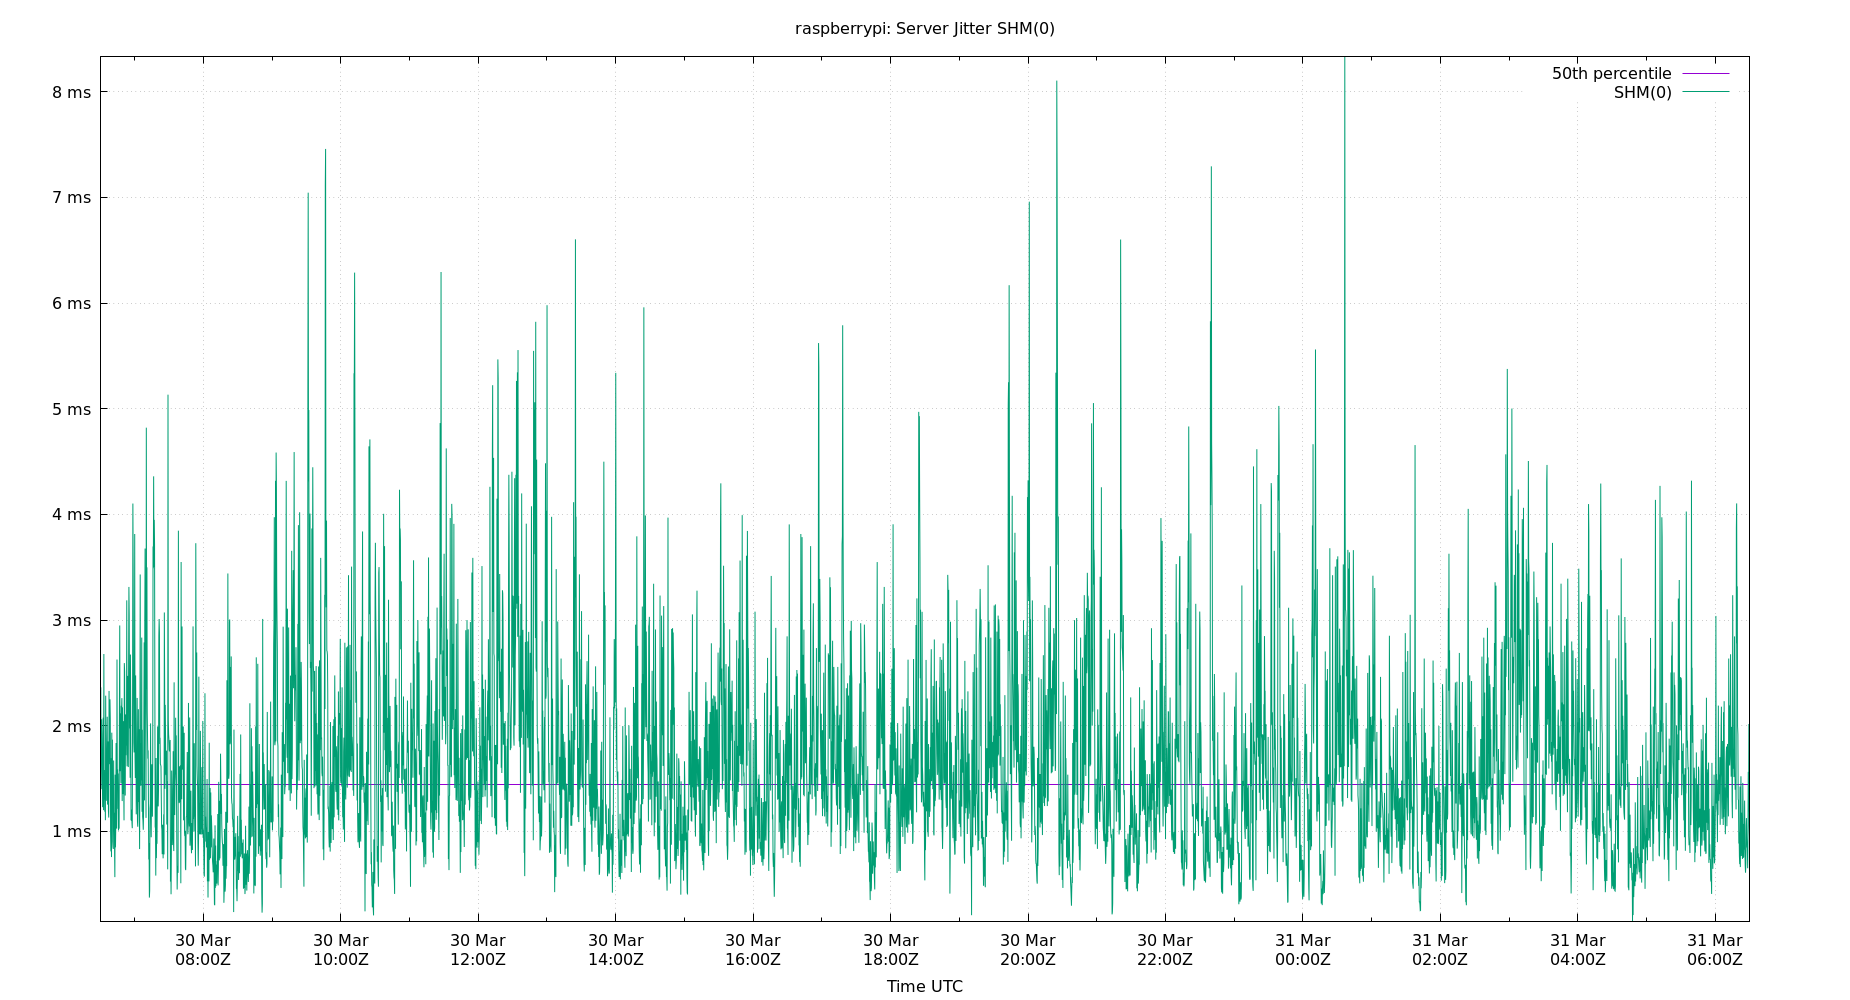 raspberrypi: Server Jitter SHM(0)
50th percentile
SHM(0)
8 ms
7 ms
6 ms
5 ms
4 ms
3 ms
2 ms
1 ms
30 Mar 30 Mar 30 Mar 30 Mar 30 Mar 30 Mar 30 Mar 30 Mar 31 Mar 31 Mar 31 Mar 31 Mar
08:00Z 10:00Z 12:00Z 14:00Z 16:00Z 18:00Z 20:00Z 22:00Z 00:00Z 02:00Z 04:00Z 06:00Z
Time UTC